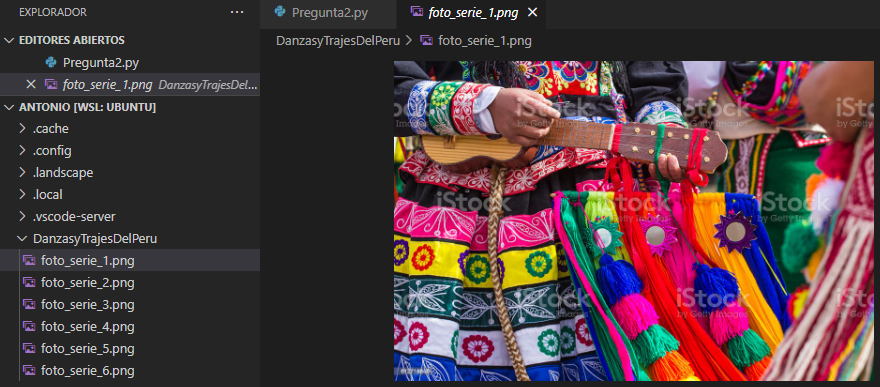 EXPLORADOR
···
EDITORES ABIERTOS
Pregunta2.py
foto_serie_1.png DanzasyTrajesDel...
ANTONIO [WSL: UBUNTU]
.cache
.config
.landscape
.local
.vscode-server
DanzasyTrajesDelPeru
foto_serie_1.png
foto_serie_2.png
foto_serie_3.png
foto_serie_4.png
foto_serie_5.png
foto_serie_6.png
Pregunta2.py
foto_serie_1.png
DanzasyTrajesDelPeru > foto_serie_1.png
iStock
by Getty Images
iStock
by Getty Images
iStock
by Getty Images
iStock
by Getty Images
iStock
by Getty Images
iStock
by Getty Images
iStock
by Getty Images
iStock
by Getty Images
iStock
by Getty Images